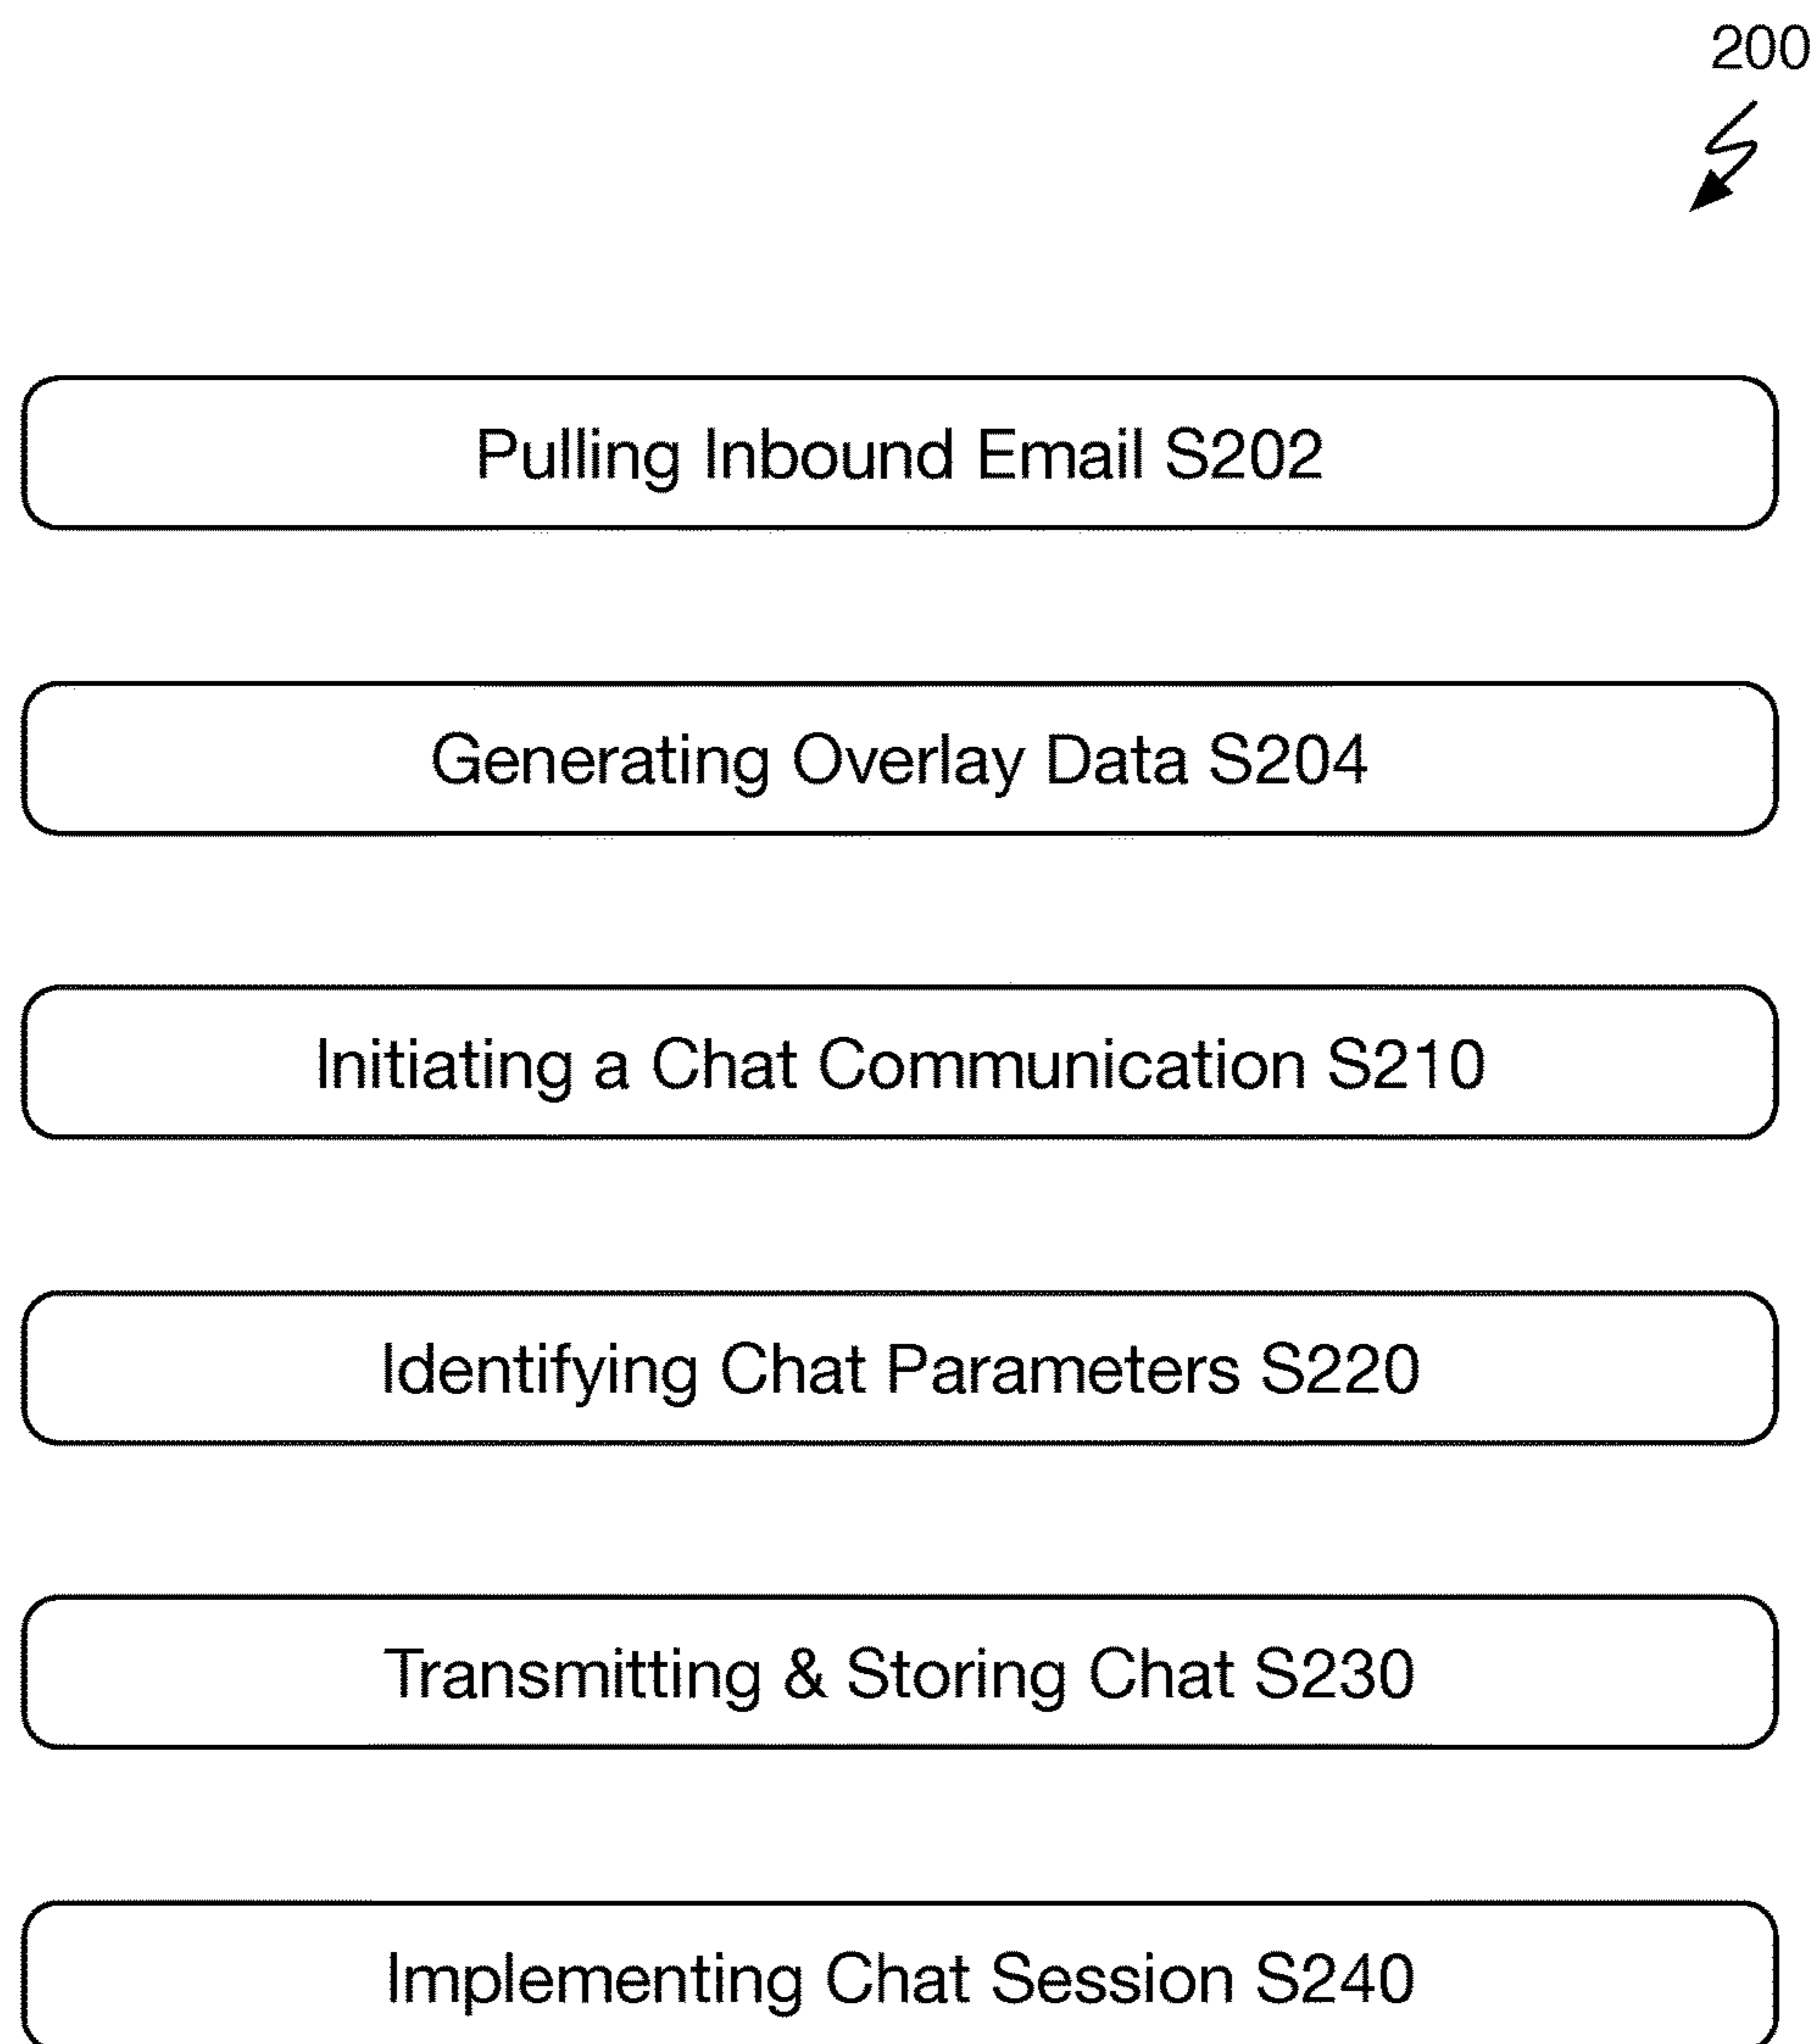 200
Pulling Inbound Email S202
Generating Overlay Data S204
Initiating a Chat Communication S210
Identifying Chat Parameters S220
Transmitting & Storing Chat S230
Implementing Chat Session S240